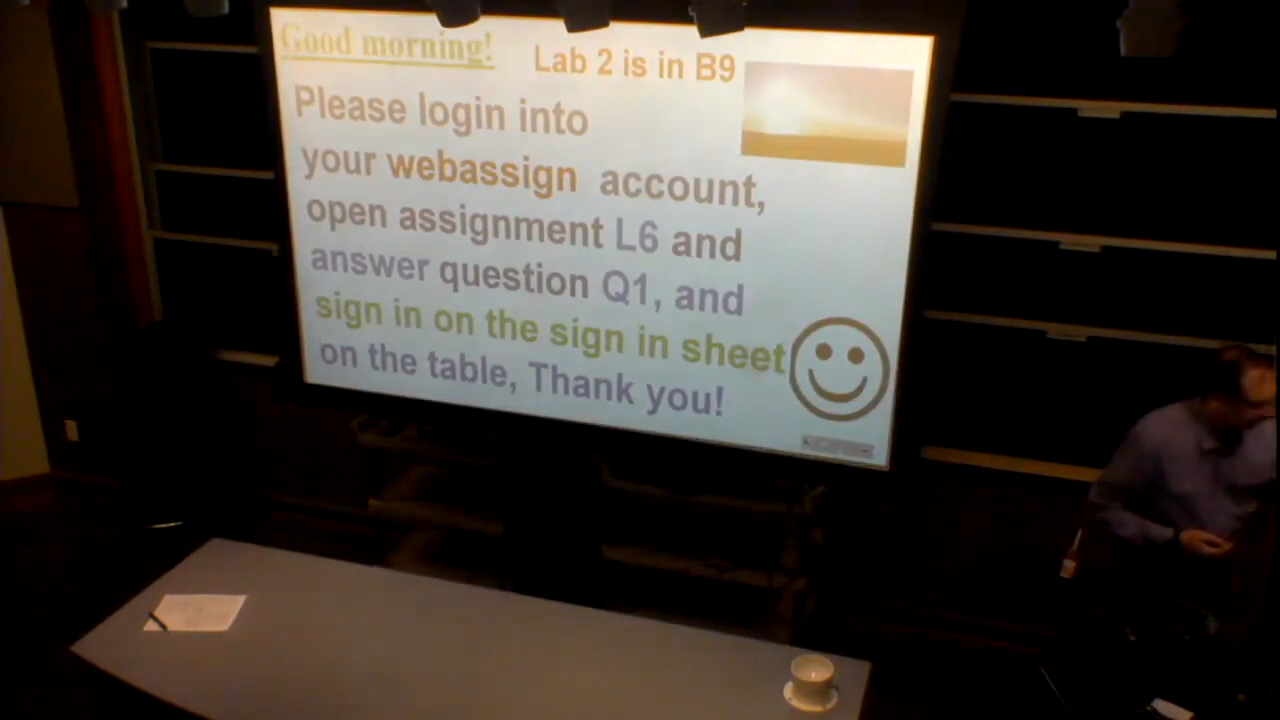 Good morning!
Lab 2 is in B9
Please login into
your webassign account,
open assignment L6 and
answer question Q1, and
sign in on the sign in sheet
on the table, Thank you!